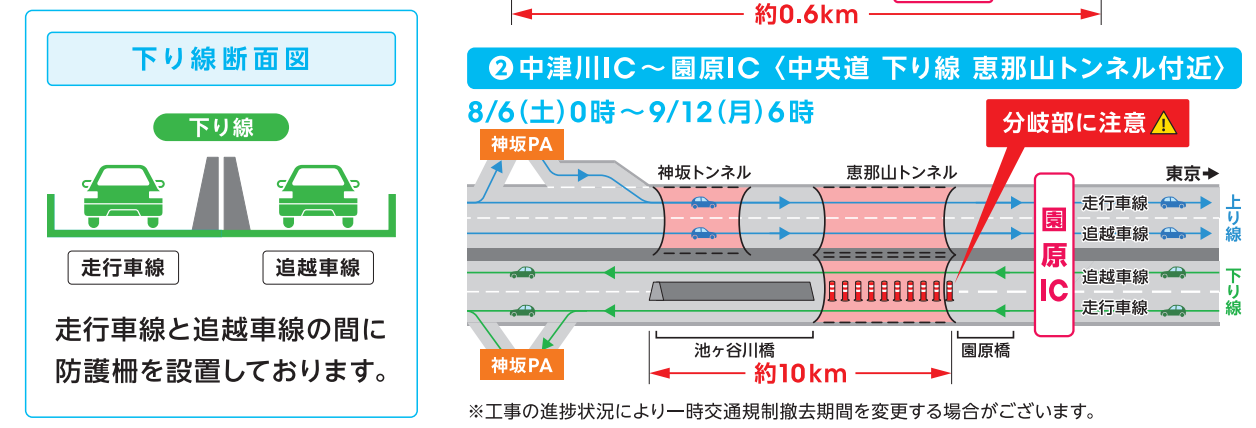 下り線断面図
下り線
走行車線
追越車線
走行車線と追越車線の間に
防護柵を設置しております。
約0.6km
❷中津川IC～園原IC〈中央道 下り線 恵那山トンネル付近〉
8/6(土)0時～9/12(月)6時
分岐部に注意
神坂PA
神坂トンネル
恵那山トンネル
東京➔
走行車線
追越車線
上り線
園原IC
追越車線
走行車線
下り線
神坂PA
池ヶ谷川橋
園原橋
約10km
※工事の進捗状況により一時交通規制撤去期間を変更する場合がございます。